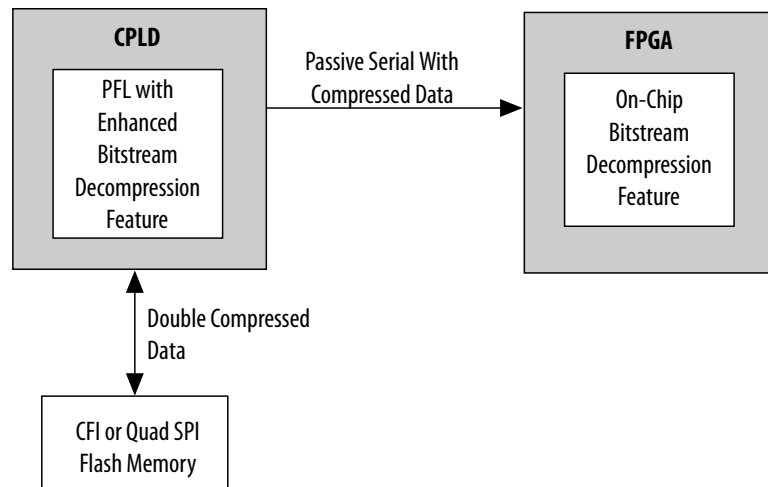 CPLD
PFL with
Enhanced
Bitstream
Decompression
Feature
Passive Serial With
Compressed Data
FPGA
On-Chip
Bitstream
Decompression
Feature
Double Compressed
Data
CFI or Quad SPI
Flash Memory